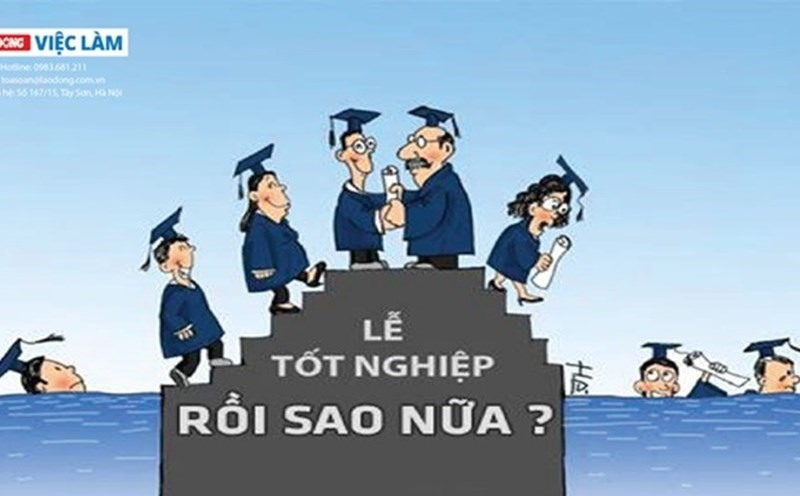 ĐỘNG VIỆC LÀM
Hotline: 0983.681.211
toasoan@laodong.com.vn
hệ: Số 167/15, Tây Sơn, Hà Nội
LỄ
TỐT NGHIỆP
RỒI SAO NỮA ?